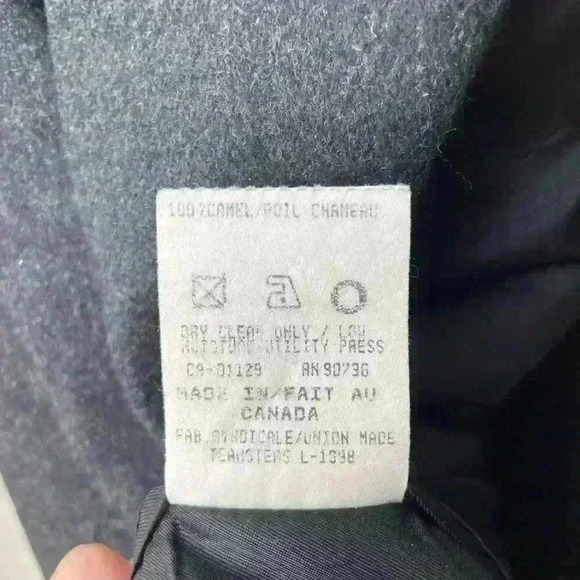 100%CAMEL/POIL CHAMEAU
DRY CLEAN ONLY / LOW
MOISTURE UTILITY PRESS
CA-01129 RN 90736
MADE IN/FAIT AU
CANADA
FAB.SYNDICALE/UNION MADE
TEAMSTERS L-1998